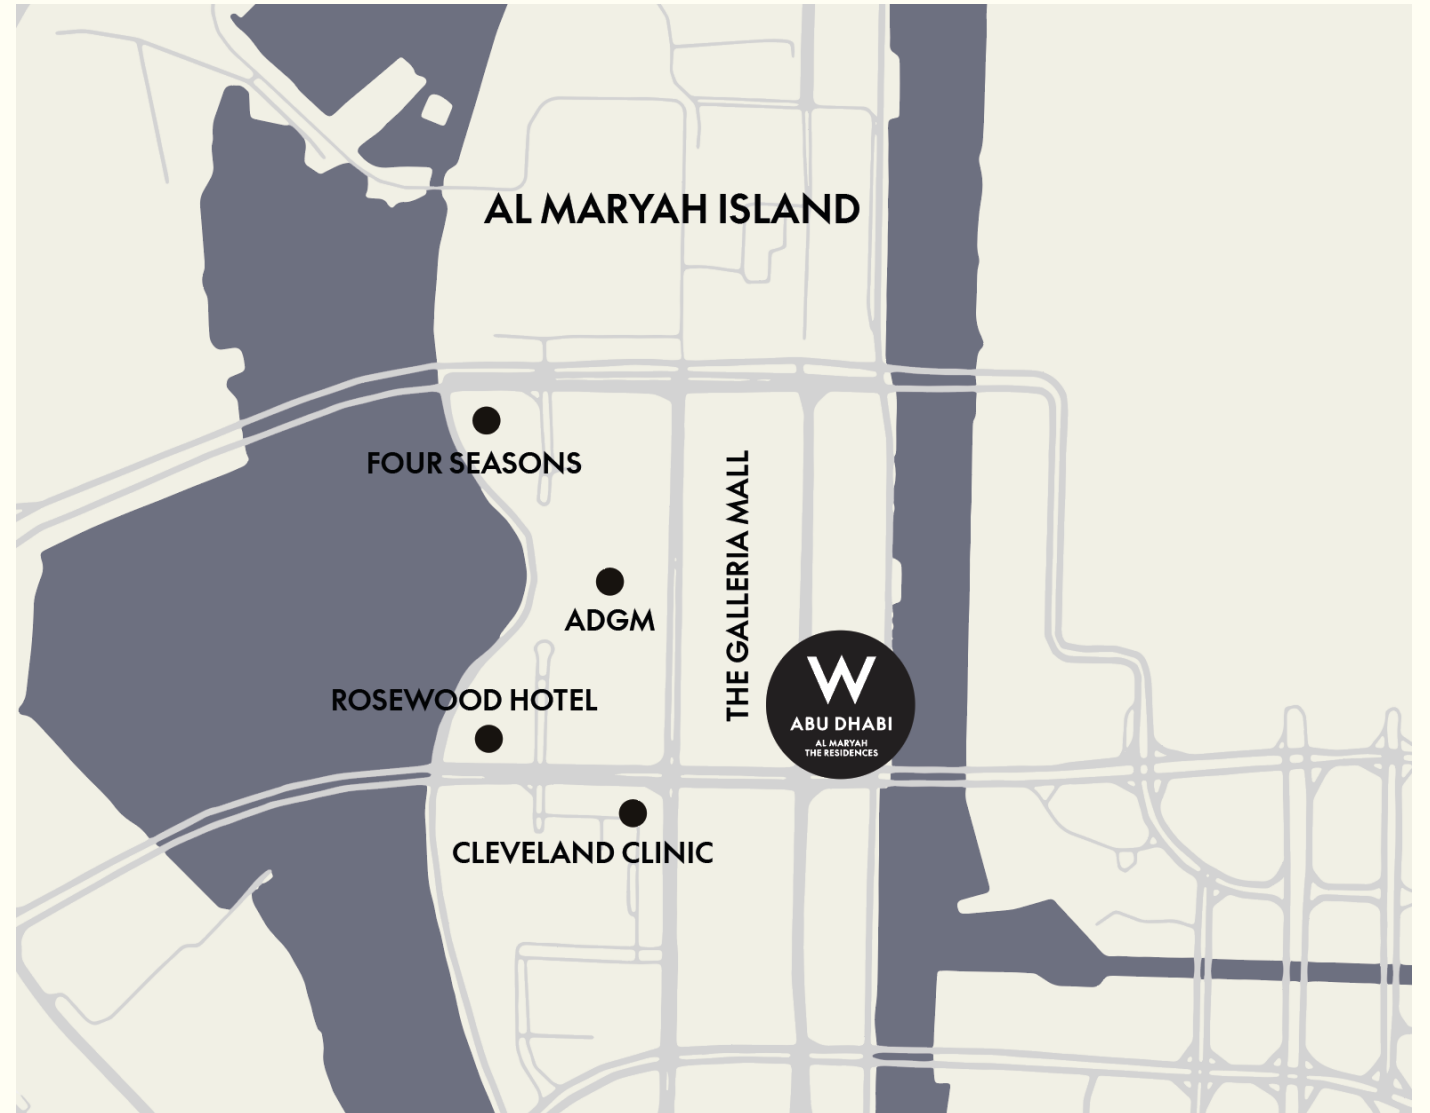 AL MARYAH ISLAND
FOUR SEASONS
THE GALLERIA MALL
ADGM
ROSEWOOD HOTEL
W
ABU DHABI
AL MARYAH
THE RESIDENCES
CLEVELAND CLINIC